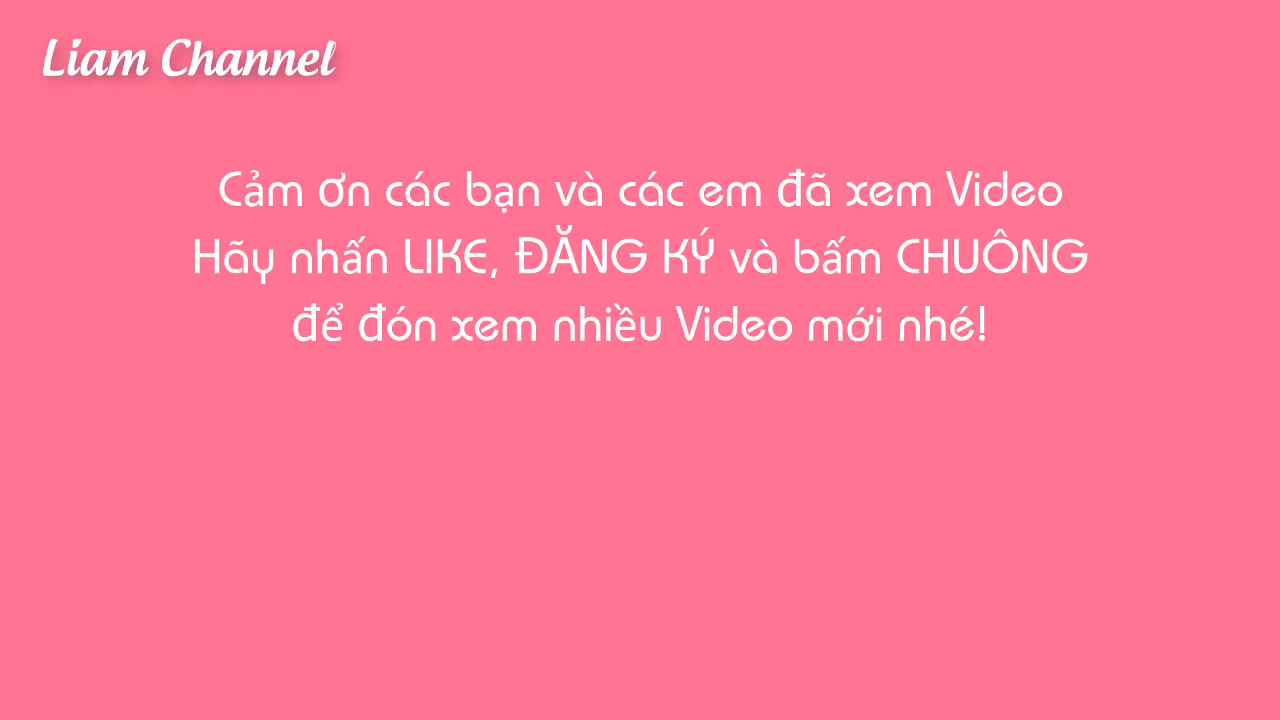 Liam Channel
Cảm ơn các bạn và các em đã xem Video
Hãy nhấn LIKE, ĐĂNG KÝ và bấm CHUÔNG
để đón xem nhiều Video mới nhé!